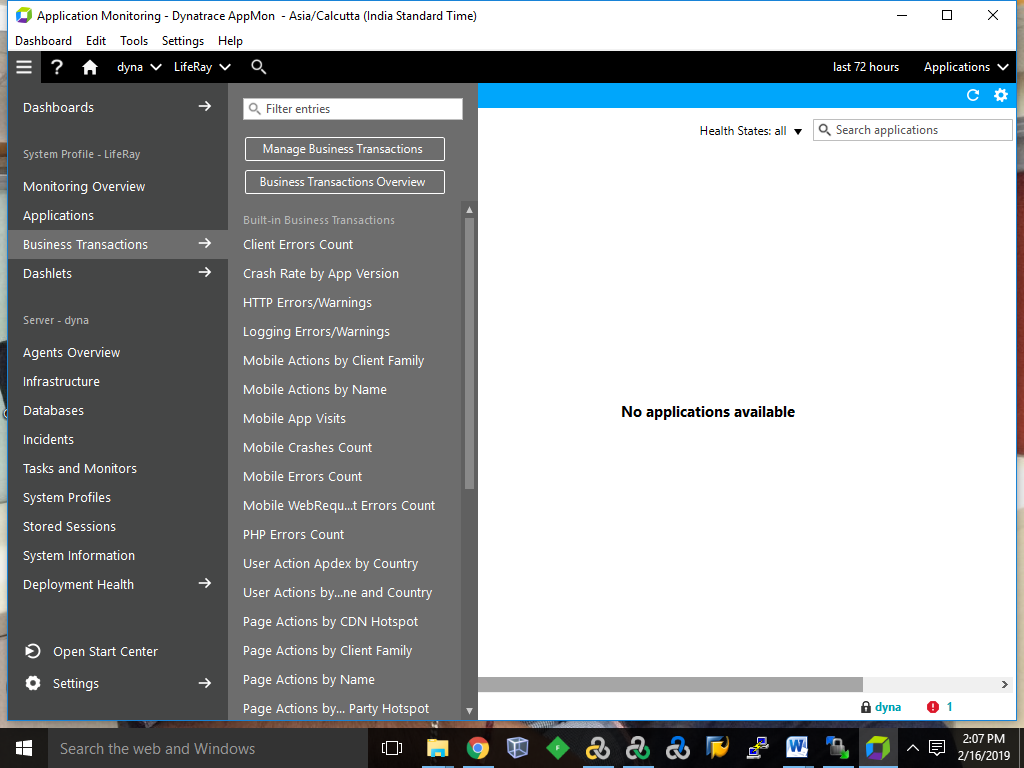 Application Monitoring - Dynatrace AppMon - Asia/Calcutta (India Standard Time)
Dashboard Edit Tools Settings Help
dyna LifeRay last 72 hours Applications
Dashboards
System Profile - LifeRay
Monitoring Overview
Applications
Business Transactions
Dashlets
Server - dyna
Agents Overview
Infrastructure
Databases
Incidents
Tasks and Monitors
System Profiles
Stored Sessions
System Information
Deployment Health
Open Start Center
Settings
Filter entries
Manage Business Transactions
Business Transactions Overview
Built-in Business Transactions
Client Errors Count
Crash Rate by App Version
HTTP Errors/Warnings
Logging Errors/Warnings
Mobile Actions by Client Family
Mobile Actions by Name
Mobile App Visits
Mobile Crashes Count
Mobile Errors Count
Mobile WebRequ...t Errors Count
PHP Errors Count
User Action Apdex by Country
User Actions by...ne and Country
Page Actions by CDN Hotspot
Page Actions by Client Family
Page Actions by Name
Page Actions by... Party Hotspot
Health States: all
Search applications
No applications available
dyna 1
Search the web and Windows
2:07 PM
2/16/2019